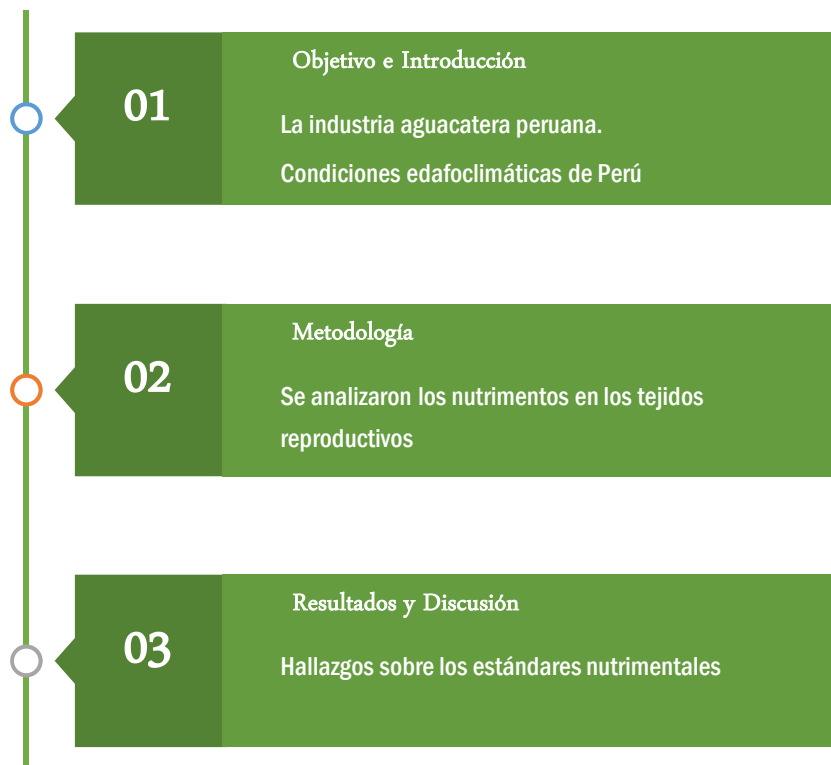 01
Objetivo e Introducción
La industria aguacatera peruana.
Condiciones edafoclimáticas de Perú
02
Metodología
Se analizaron los nutrimentos en los tejidos
reproductivos
03
Resultados y Discusión
Hallazgos sobre los estándares nutrimentales